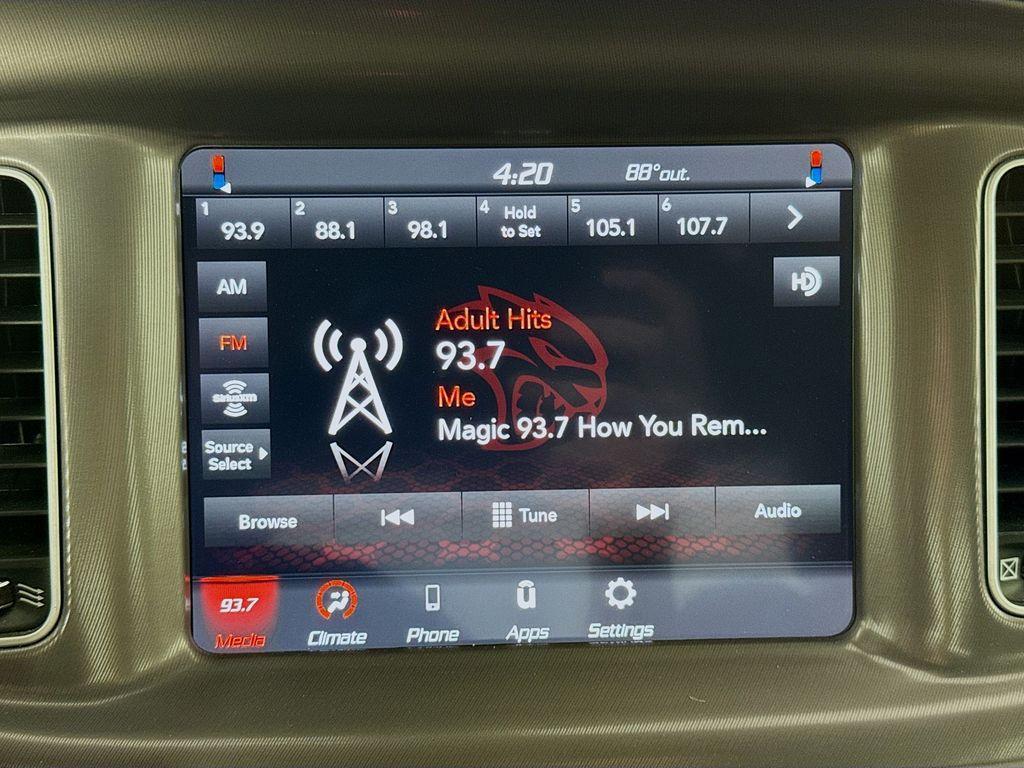 4:20 88°out.
1 93.9
2 88.1
3 98.1
4 Hold to Set
5 105.1
6 107.7
AM
HD
FM
SiriusXM
Source Select
Adult Hits
93.7
Me
Magic 93.7 How You Rem...
Browse
Tune
Audio
93.7
Media
Climate
Phone
Apps
Settings